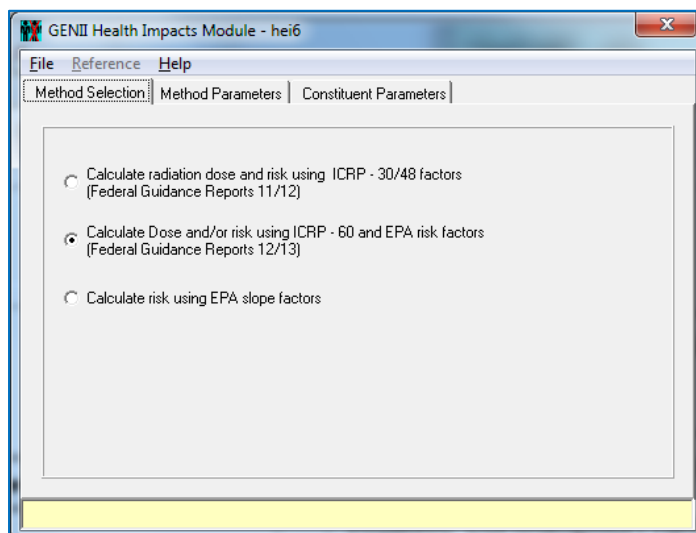 GENII Health Impacts Module - hei6
File Reference Help
Method Selection Method Parameters Constituent Parameters
Calculate radiation dose and risk using ICRP - 30/48 factors
(Federal Guidance Reports 11/12)
Calculate Dose and/or risk using ICRP - 60 and EPA risk factors
(Federal Guidance Reports 12/13)
Calculate risk using EPA slope factors